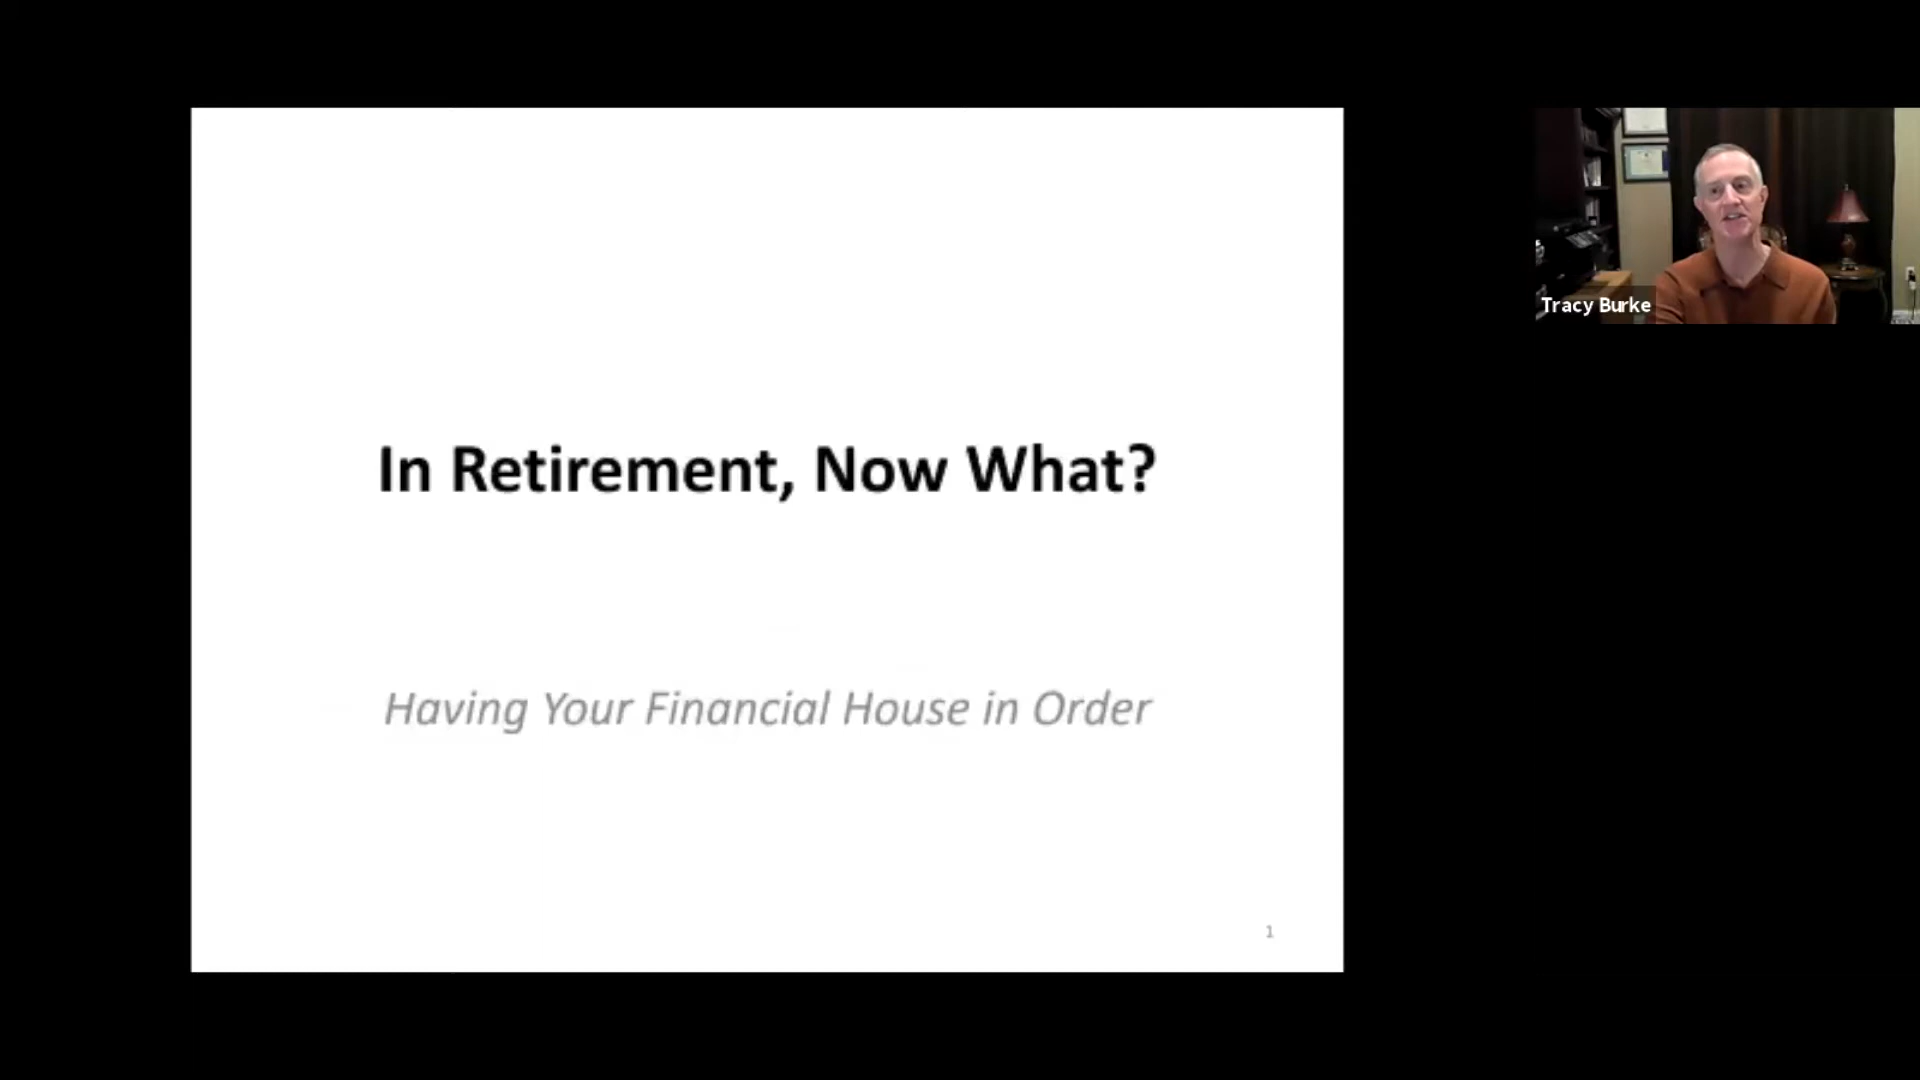 In Retirement, Now What?
Having Your Financial House in Order
1
Tracy Burke